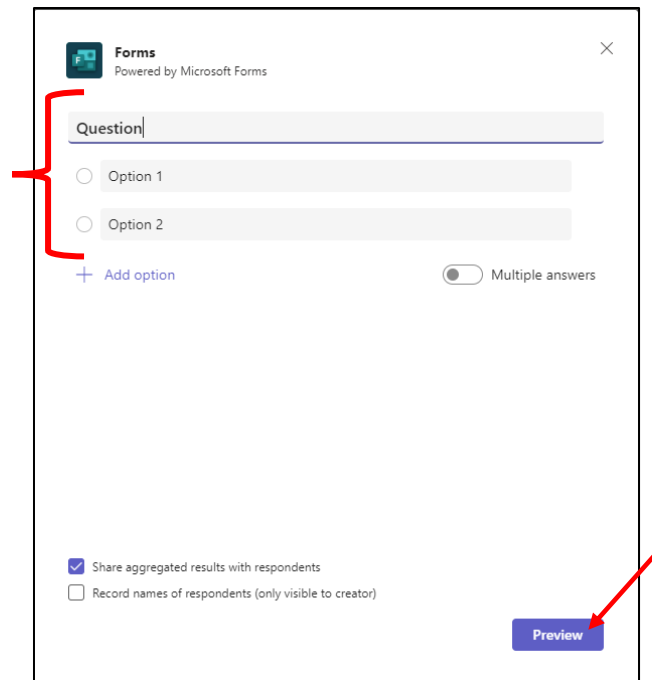 Forms
Powered by Microsoft Forms
Question
Option 1
Option 2
Add option
Multiple answers
Share aggregated results with respondents
Record names of respondents (only visible to creator)
Preview